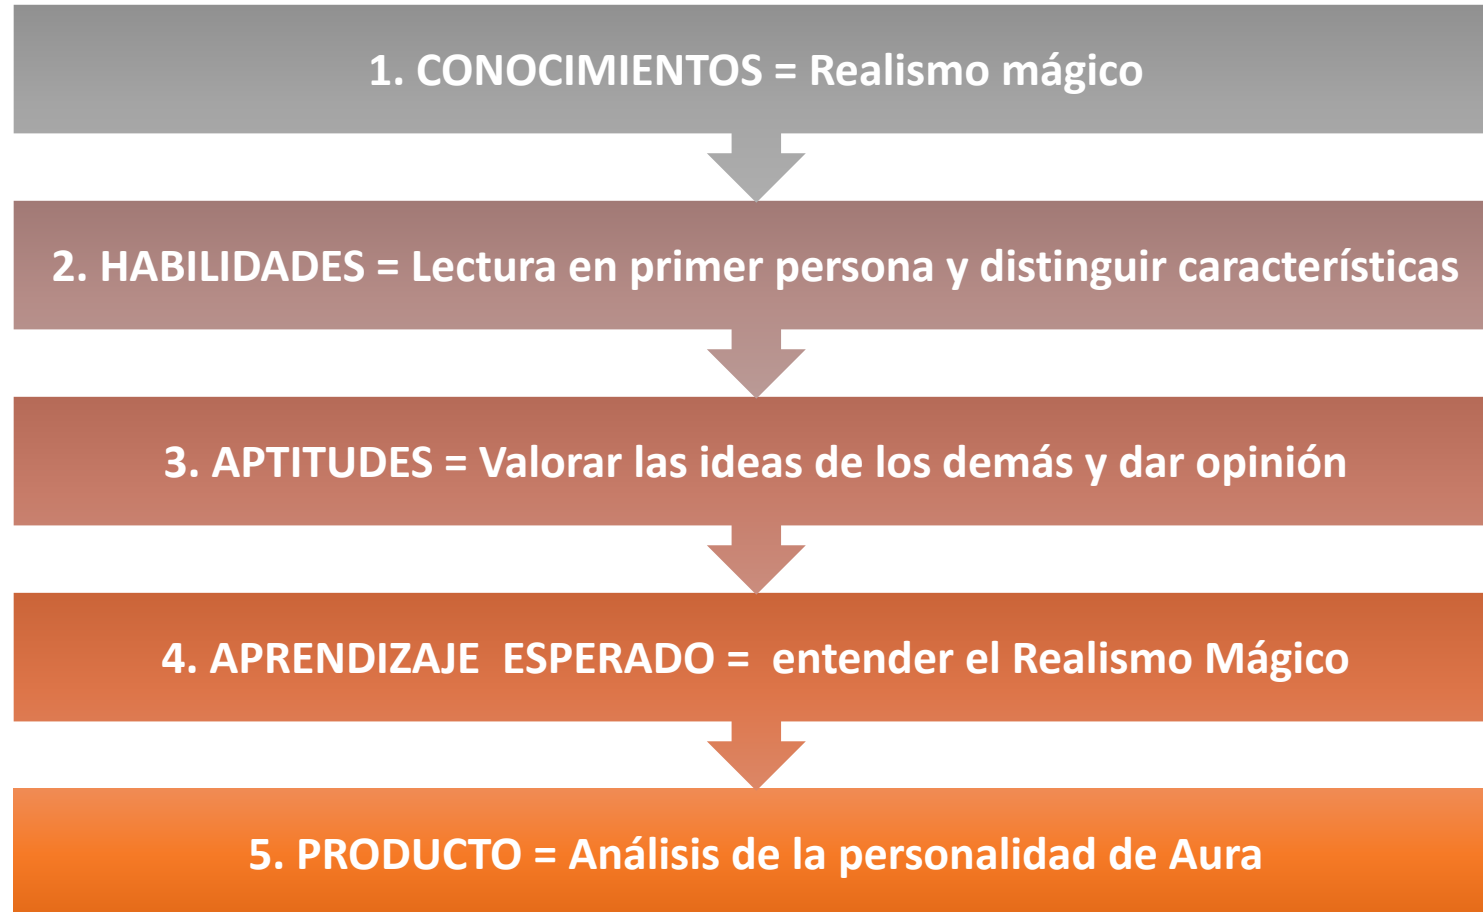 1. CONOCIMIENTOS = Realismo mágico
2. HABILIDADES = Lectura en primer persona y distinguir características
3. APTITUDES = Valorar las ideas de los demás y dar opinión
4. APRENDIZAJE  ESPERADO =  entender el Realismo Mágico
5. PRODUCTO = Análisis de la personalidad de Aura